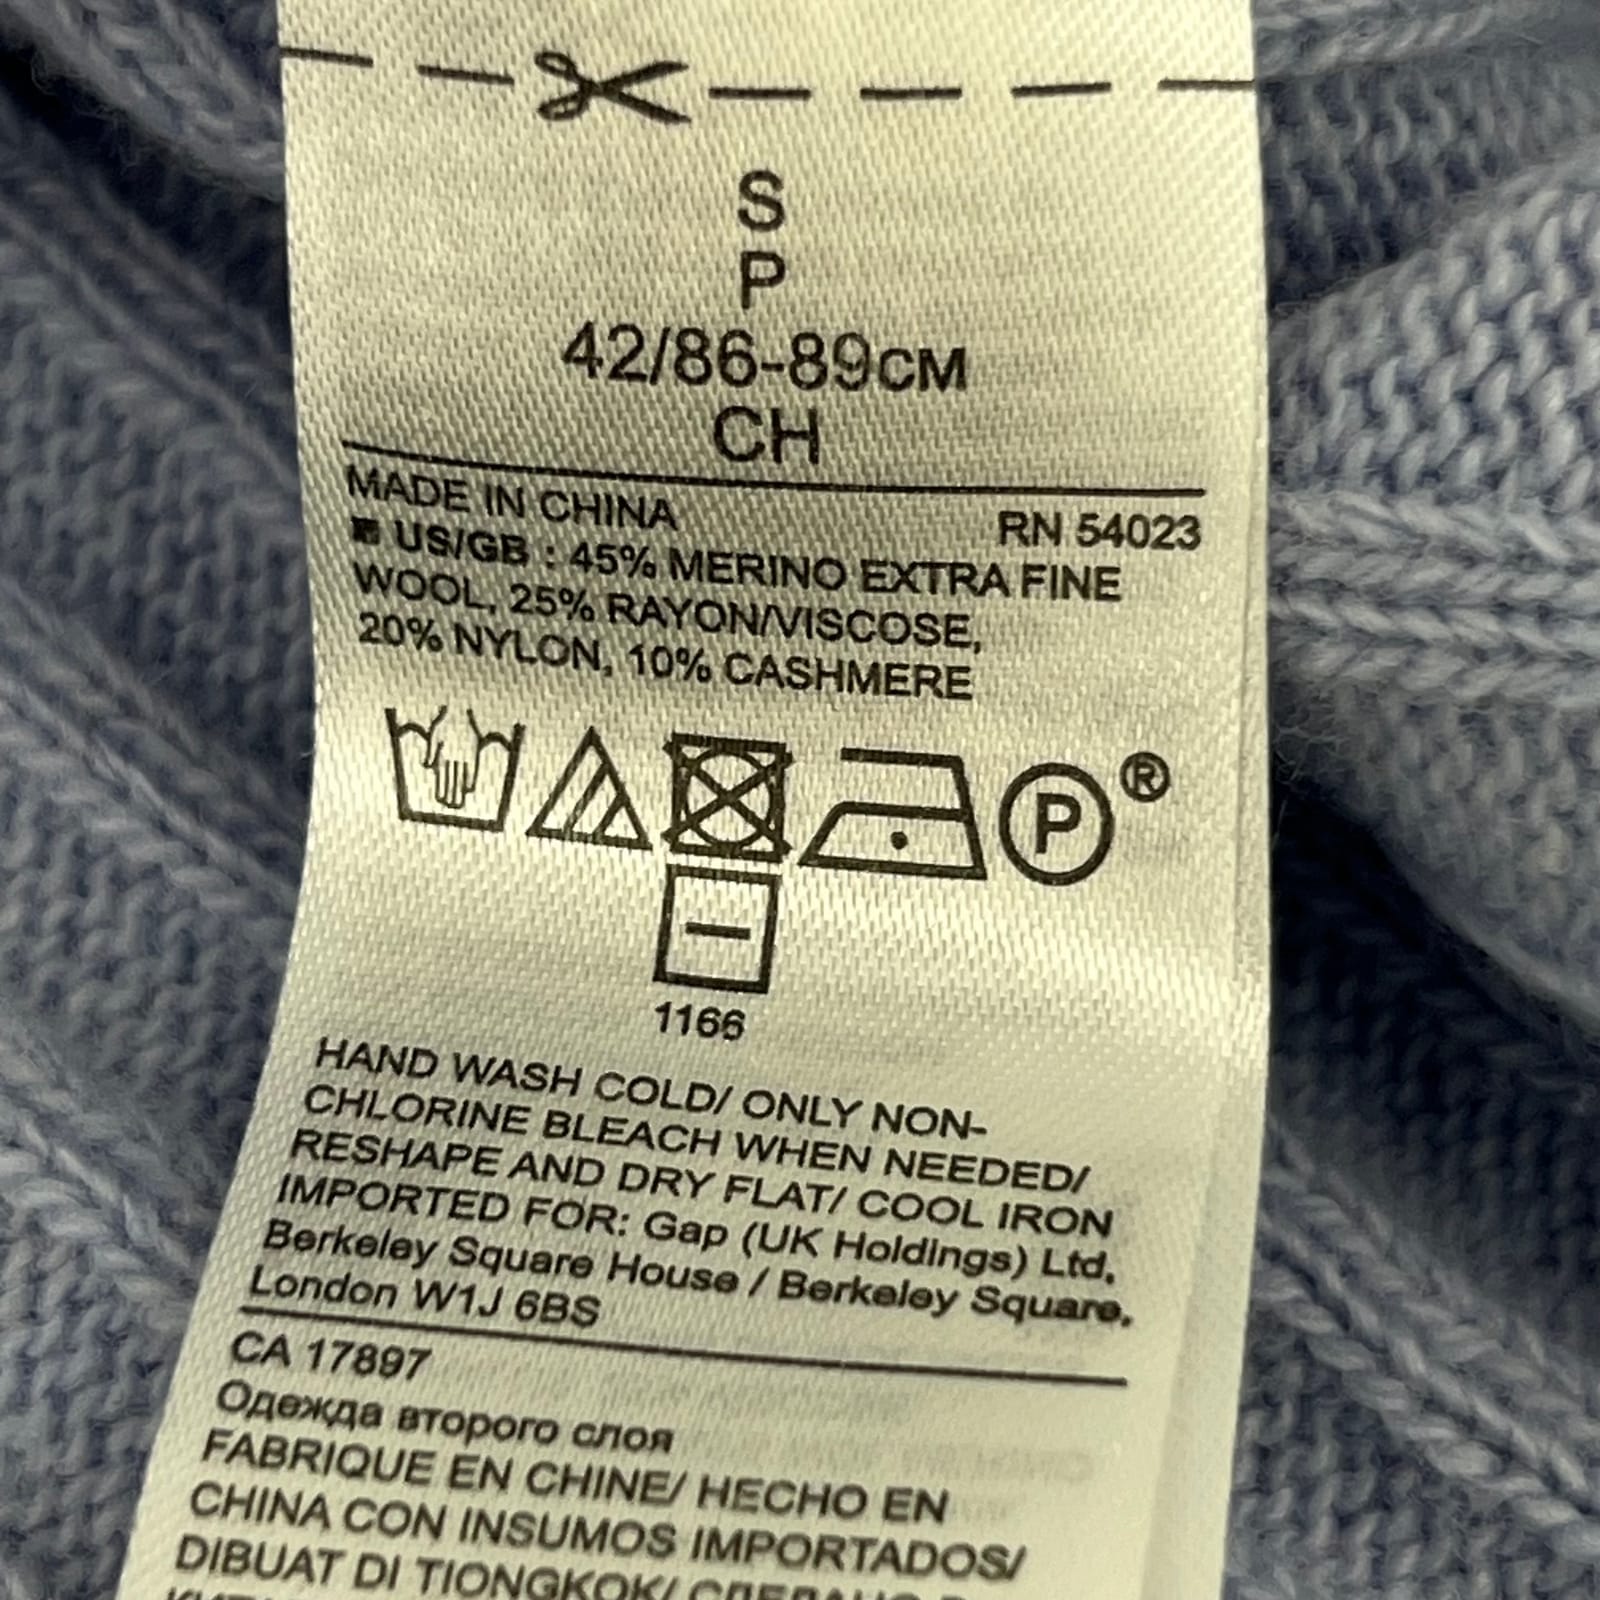 S
P
42/86-89см
CH
MADE IN CHINA
RN 54023
US/GB : 45% MERINO EXTRA FINE
WOOL, 25% RAYON/VISCOSE,
20% NYLON, 10% CASHMERE
P ®
1166
HAND WASH COLD/ ONLY NON-
CHLORINE BLEACH WHEN NEEDED/
RESHAPE AND DRY FLAT/ COOL IRON
IMPORTED FOR: Gap (UK Holdings) Ltd,
Berkeley Square House / Berkeley Square,
London W1J 6BS
CA 17897
Одежда второго слоя
FABRIQUE EN CHINE/ HECHO EN
CHINA CON INSUMOS IMPORTADOS/
DIBUAT DI TIONGKOK/ СДЕЛАНО